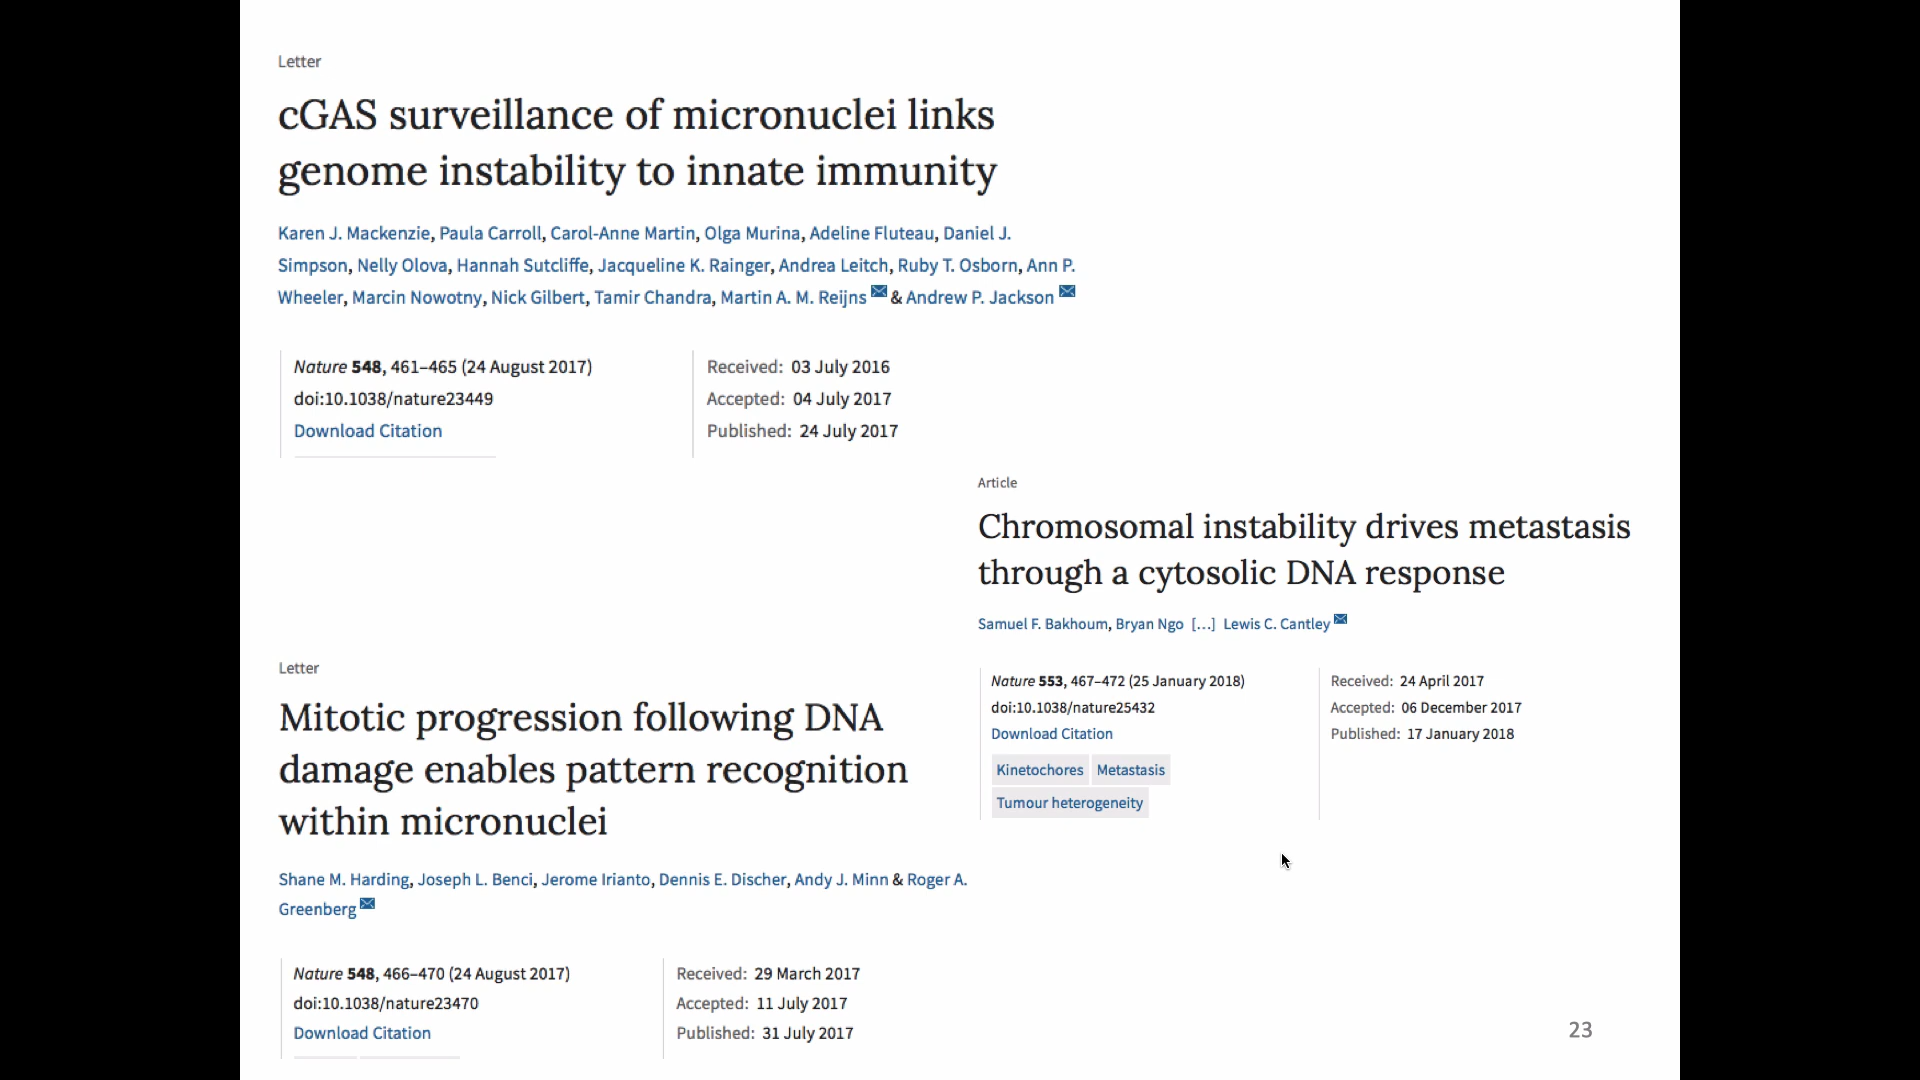 Letter
cGAS surveillance of micronuclei links
genome instability to innate immunity
Karen J. Mackenzie, Paula Carroll, Carol-Anne Martin, Olga Murina, Adeline Fluteau, Daniel J.
Simpson, Nelly Olova, Hannah Sutcliffe, Jacqueline K. Rainger, Andrea Leitch, Ruby T. Osborn, Ann P.
Wheeler, Marcin Nowotny, Nick Gilbert, Tamir Chandra, Martin A. M. Reijns & Andrew P. Jackson
Nature 548, 461–465 (24 August 2017)
doi:10.1038/nature23449
Download Citation
Received: 03 July 2016
Accepted: 04 July 2017
Published: 24 July 2017
Article
Chromosomal instability drives metastasis
through a cytosolic DNA response
Samuel F. Bakhoum, Bryan Ngo […] Lewis C. Cantley
Nature 553, 467–472 (25 January 2018)
doi:10.1038/nature25432
Download Citation
Kinetochores Metastasis
Tumour heterogeneity
Received: 24 April 2017
Accepted: 06 December 2017
Published: 17 January 2018
Letter
Mitotic progression following DNA
damage enables pattern recognition
within micronuclei
Shane M. Harding, Joseph L. Benci, Jerome Irianto, Dennis E. Discher, Andy J. Minn & Roger A.
Greenberg
Nature 548, 466–470 (24 August 2017)
doi:10.1038/nature23470
Download Citation
Received: 29 March 2017
Accepted: 11 July 2017
Published: 31 July 2017
23